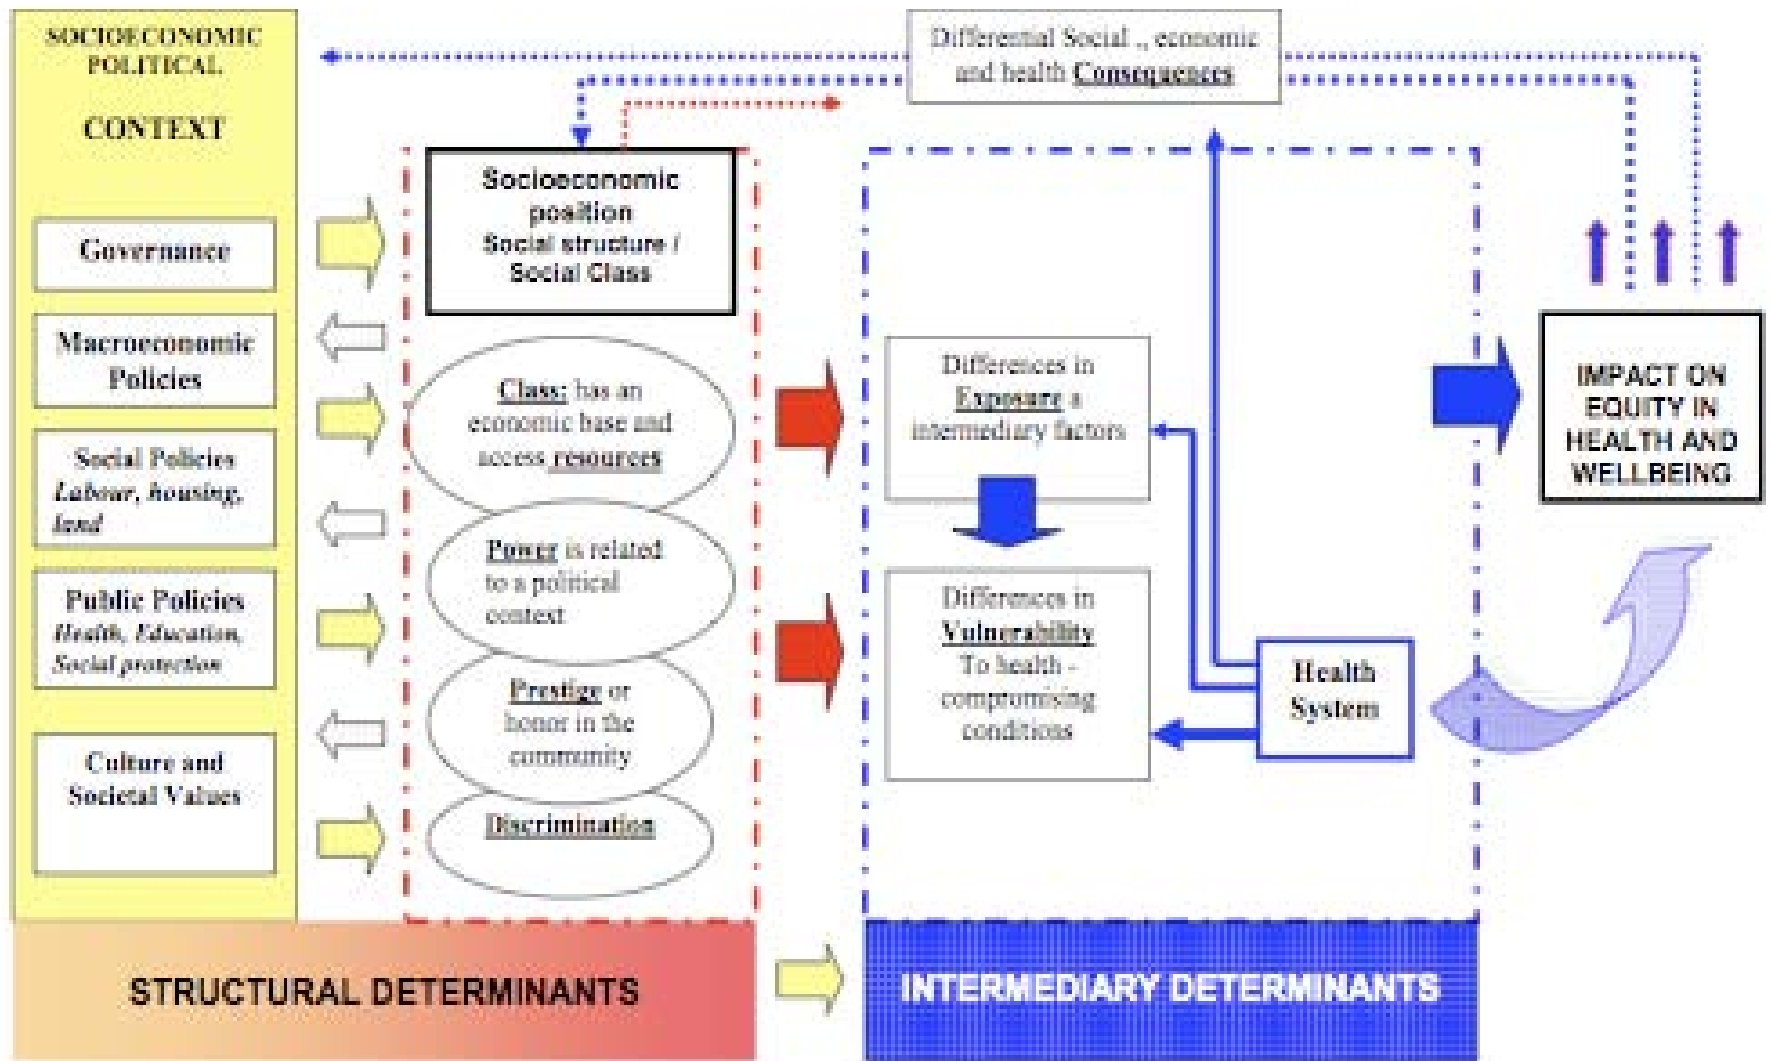 SOCIOECONOMIC
POLITICAL
CONTEXT
Governance
Macroeconomic
Policies
Social Policies
Labour, housing,
land
Public Policies
Health, Education,
Social protection
Culture and
Societal Values
Socioeconomic
position
Social structure /
Social Class
Class: has an
economic base and
access resources
Power is related
to a political
context
Prestige or
honor in the
community
Discrimination
STRUCTURAL DETERMINANTS
Differential Social ., economic
and health Consequences
Differences in
Exposure a
intermediary factors
Differences in
Vulnerability
To health -
compromising
conditions
Health
System
INTERMEDIARY DETERMINANTS
IMPACT ON
EQUITY IN
HEALTH AND
WELLBEING